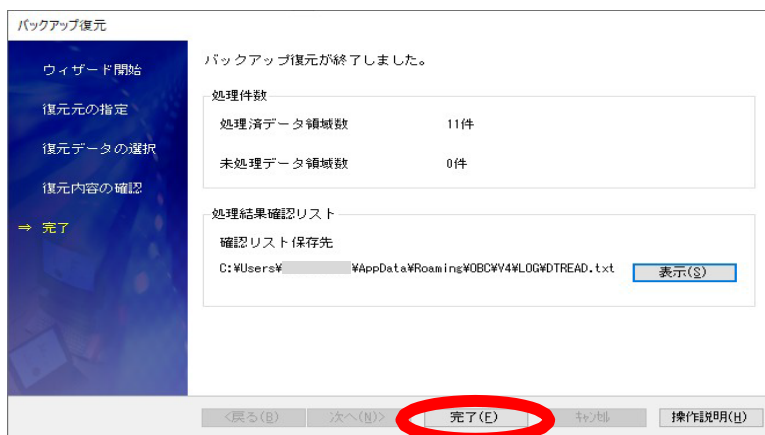 バックアップ復元
ウィザード開始
復元元の指定
復元データの選択
復元内容の確認
⇒ 完了
バックアップ復元が終了しました。
処理件数
処理済データ領域数 11件
未処理データ領域数 0件
処理結果確認リスト
確認リスト保存先
C:¥Users¥ ¥AppData¥Roaming¥OBC¥V4¥LOG¥DTREAD.txt 表示(S)
<戻る(B) 次へ(N)> 完了(F) キャンセル 操作説明(H)